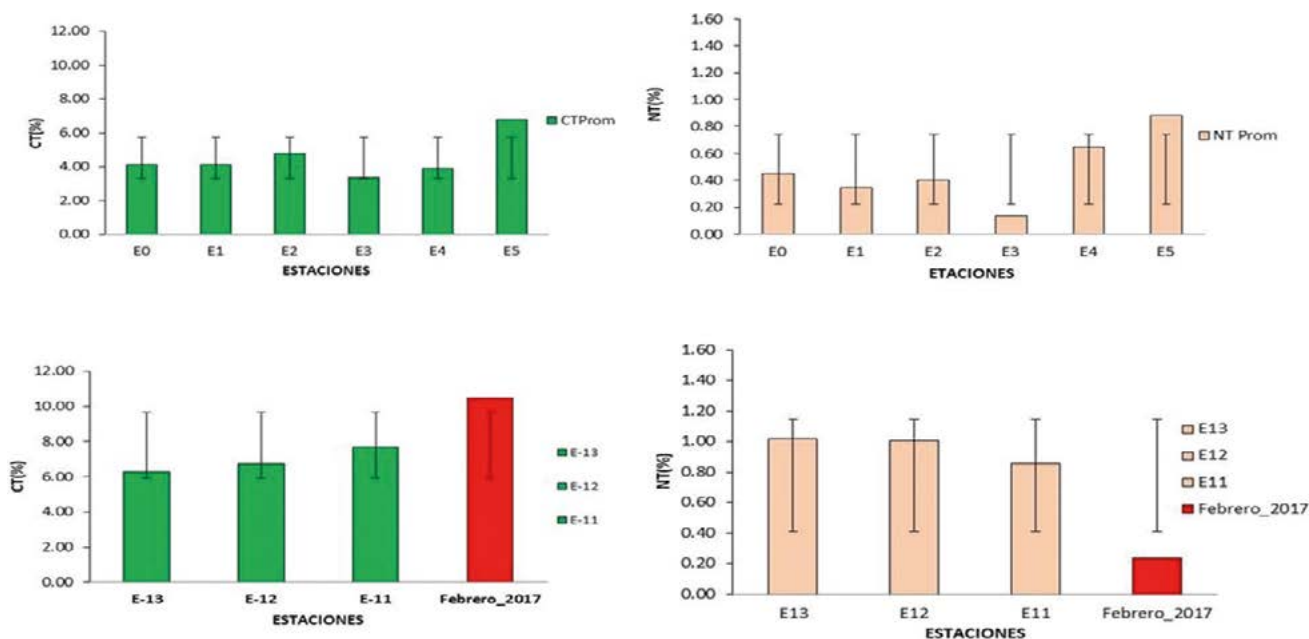 12.00
10.00
8.00
6.00
4.00
2.00
0.00
CT(%)
E0 E1 E2 E3 E4 E5
ESTACIONES
CTProm
1.60
1.40
1.20
1.00
0.80
0.60
0.40
0.20
0.00
NT(%)
E0 E1 E2 E3 E4 E5
ETACIONES
NT Prom
12.00
10.00
8.00
6.00
4.00
2.00
0.00
CT(%)
E-13 E-12 E-11 Febrero_2017
ESTACIONES
E-13
E-12
E-11
1.60
1.40
1.20
1.00
0.80
0.60
0.40
0.20
0.00
NT(%)
E13 E12 E11 Febrero_2017
ESTACIONES
E13
E12
E11
Febrero_2017